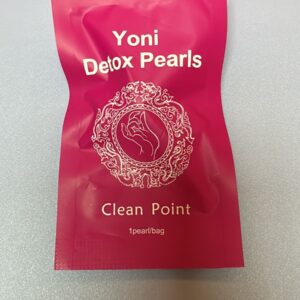 Yoni
Detox Pearls
Clean Point
1pearl/bag